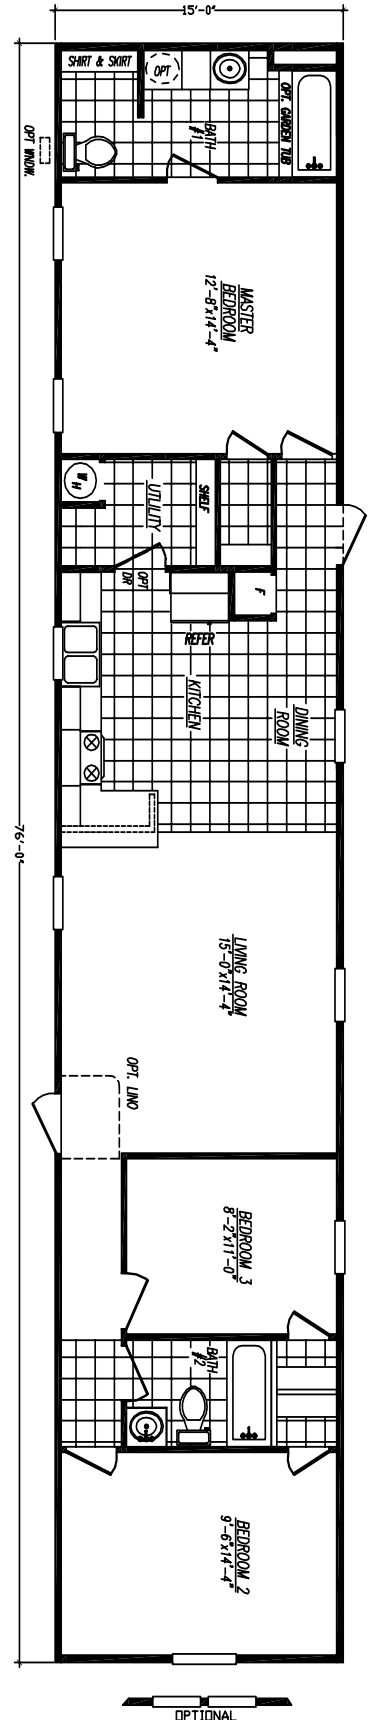 15'-0"
SHIRT & SKIRT
OPT
OPT. GARDEN TUB
BATH
#1
OPT WNDW.
MASTER
BEDROOM
12'-8"x14'-4"
W
H
UTILITY
SHELF
OPT
DR
F
REFER
KITCHEN
DINING
ROOM
76'-0"
LIVING ROOM
15'-0"x14'-4"
OPT. LINO
BEDROOM 3
8'-2"x11'-0"
BATH
#2
BEDROOM 2
9'-6"x14'-4"
OPTIONAL